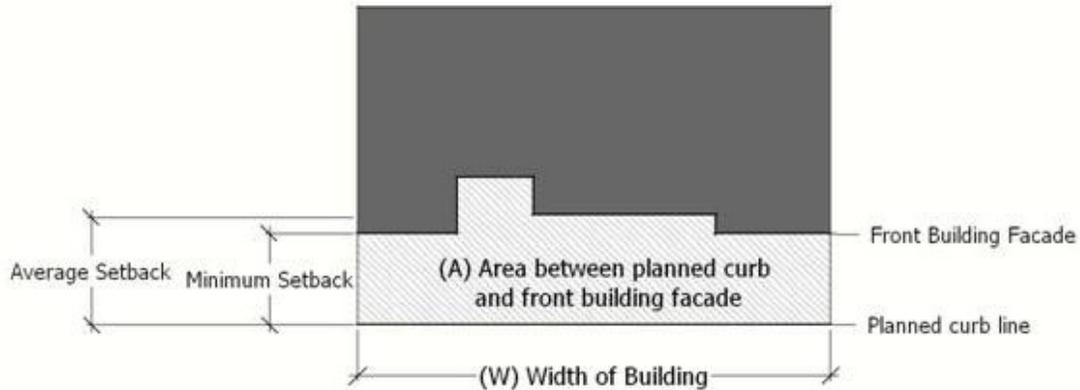 Front Building Facade
Average Setback
Minimum Setback
(A) Area between planned curb
and front building facade
Planned curb line
(W) Width of Building